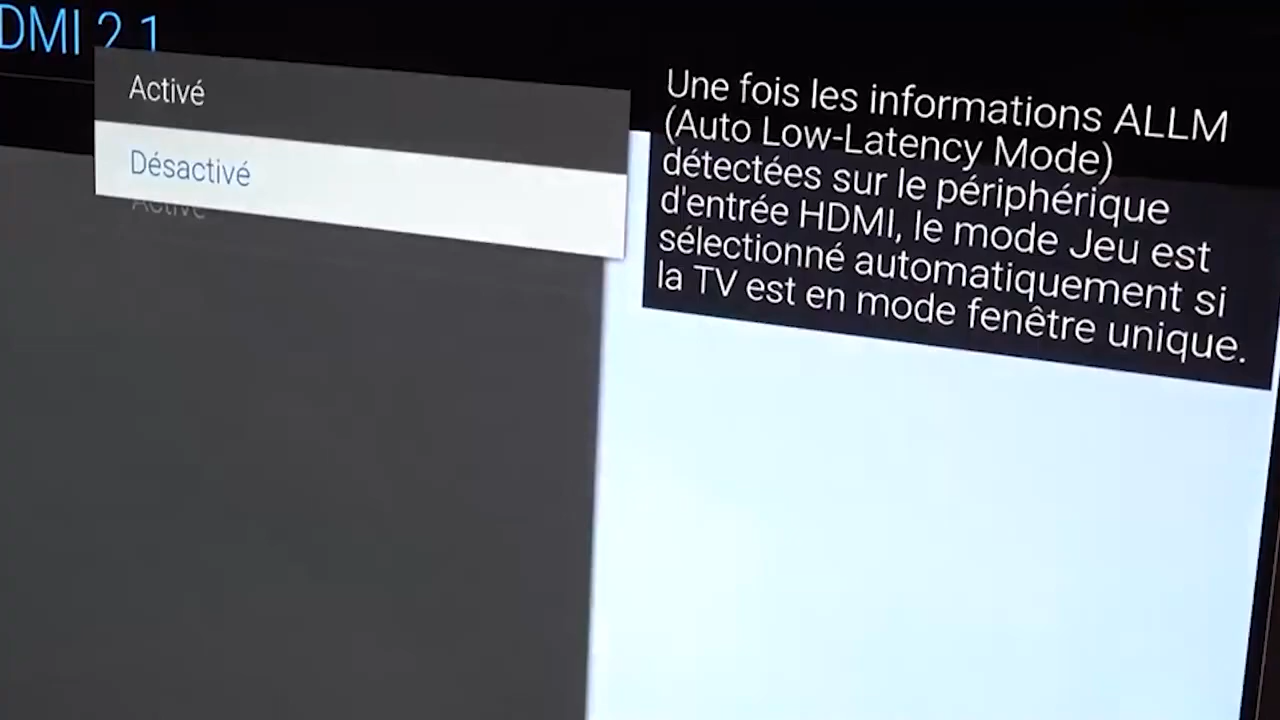 DMI 2.1
Activé
Désactivé
Activé
Une fois les informations ALLM
(Auto Low-Latency Mode)
détectées sur le périphérique
d'entrée HDMI, le mode Jeu est
sélectionné automatiquement si
la TV est en mode fenêtre unique.